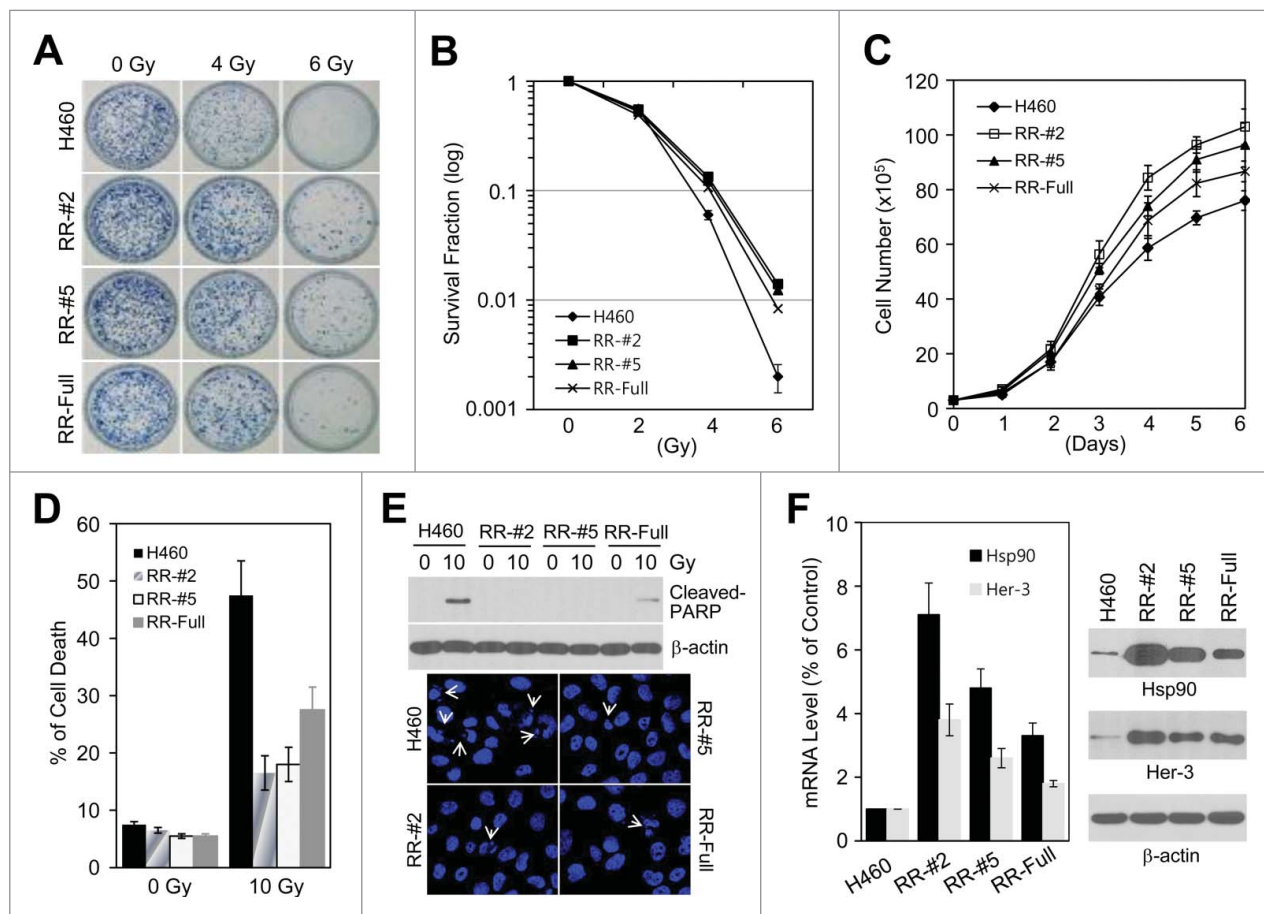 A
0 Gy 4 Gy 6 Gy
H460
RR-#2
RR-#5
RR-Full
B
Survival Fraction (log)
1
0.1
0.01
0.001
H460
RR-#2
RR-#5
RR-Full
0 2 4 6
(Gy)
C
Cell Number (x10⁵)
120
100
80
60
40
20
0
H460
RR-#2
RR-#5
RR-Full
0 1 2 3 4 5 6
(Days)
D
% of Cell Death
60
50
40
30
20
10
0
H460
RR-#2
RR-#5
RR-Full
0 Gy 10 Gy
E
H460 RR-#2 RR-#5 RR-Full
0 10 0 10 0 10 0 10 Gy
Cleaved-
PARP
β-actin
H460
RR-#5
RR-#2
RR-Full
F
mRNA Level (% of Control)
10
8
6
4
2
0
Hsp90
Her-3
H460 RR-#2 RR-#5 RR-Full
H460 RR-#2 RR-#5 RR-Full
Hsp90
Her-3
β-actin